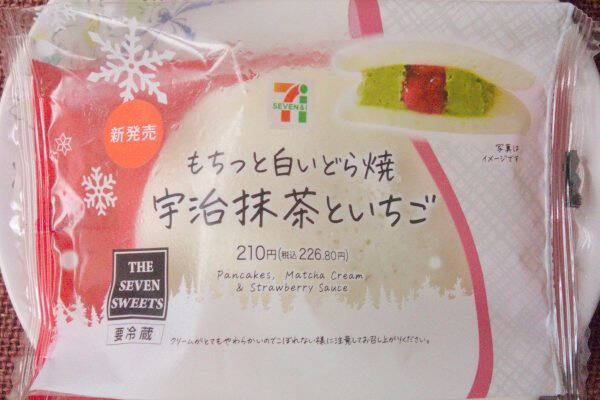 新発売
SEVEN&i
写真は
イメージです
もちっと白いどら焼
宇治抹茶といちご
210円(税込226.80円)
Pancakes, Matcha Cream
& Strawberry Sauce
THE
SEVEN
SWEETS
要冷蔵
クリームがとてもやわらかいのでこぼれない様に注意してお召し上がりください。